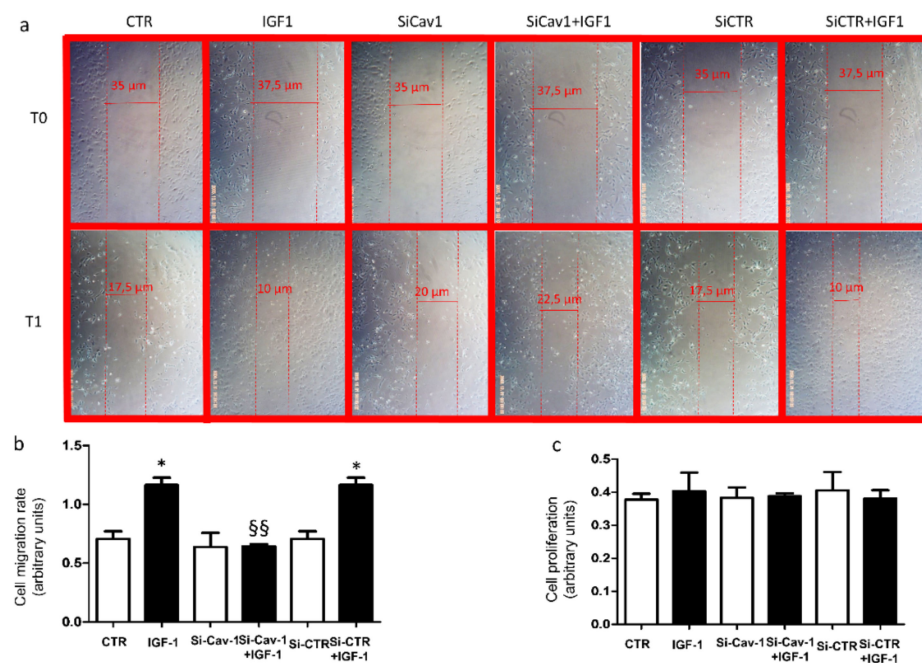 a
CTR IGF1 SiCav1 SiCav1+IGF1 SiCTR SiCTR+IGF1
T0
35 µm 37,5 µm 35 µm 37,5 µm 35 µm 37,5 µm
T1
17,5 µm 10 µm 20 µm 22,5 µm 17,5 µm 10 µm
b
Cell migration rate
(arbitrary units)
1.5
1.0
0.5
0.0
* §§ *
CTR IGF-1 Si-Cav-1 Si-Cav-1 Si-CTR Si-CTR
+IGF-1 +IGF-1
c
Cell proliferation
(arbitrary units)
0.5
0.4
0.3
0.2
0.1
0.0
CTR IGF-1 Si-Cav-1 Si-Cav-1 Si-CTR Si-CTR
+IGF-1 +IGF-1